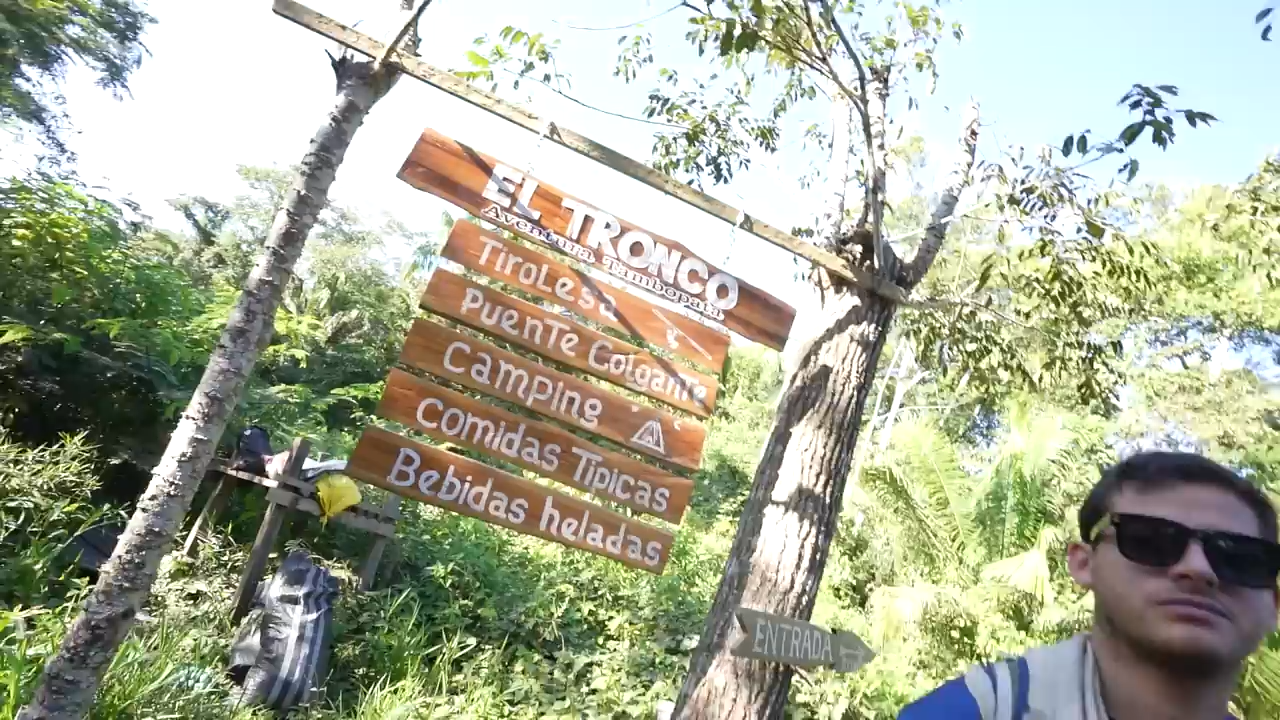 EL TRONCO
Aventura Tambopata
TiroLesa
PuenTe ColganTe
Camping
Comidas Tipicas
Bebidas heladas
ENTRADA